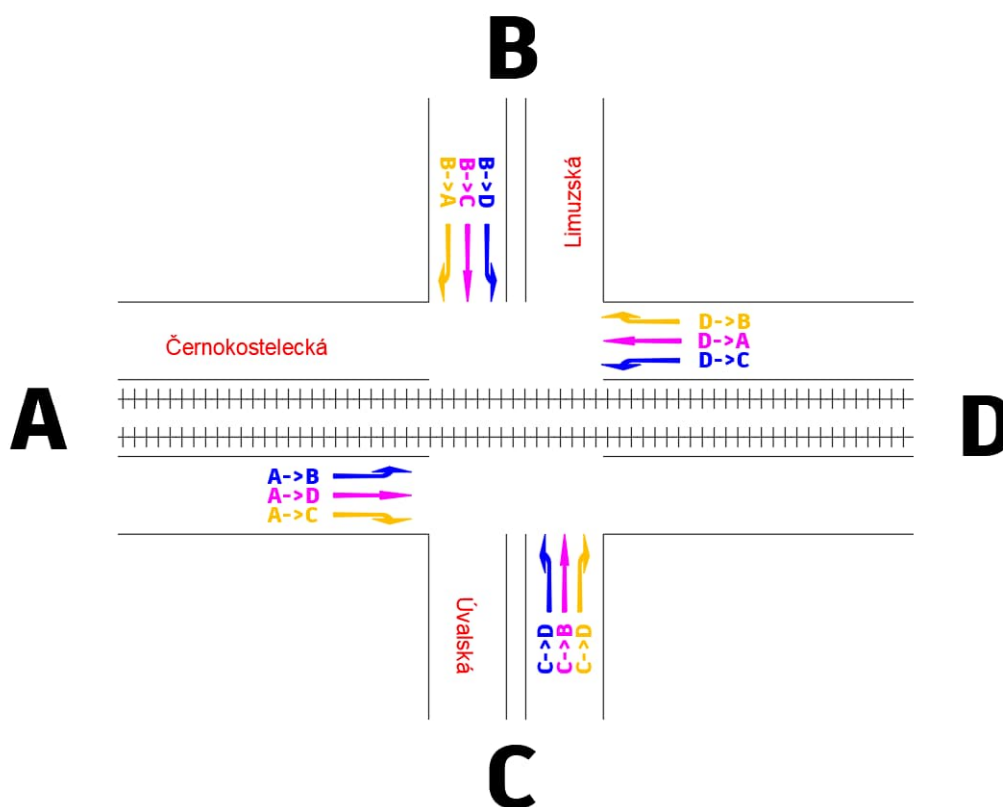 B
B->A
B->C
B->D
Limuzská
Černokostelecká
D->B
D->A
D->C
A
D
A->B
A->D
A->C
Úvalská
C->D
C->B
C->D
C